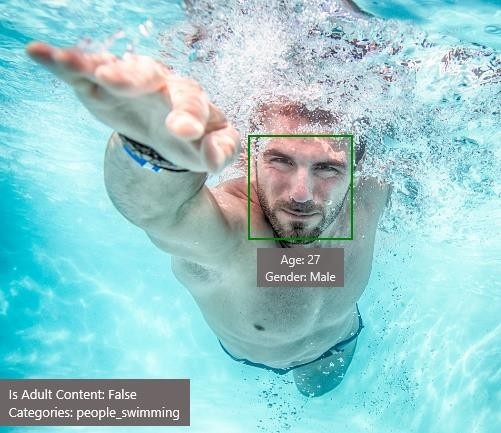 Age: 27
Gender: Male
Is Adult Content: False
Categories: people_swimming